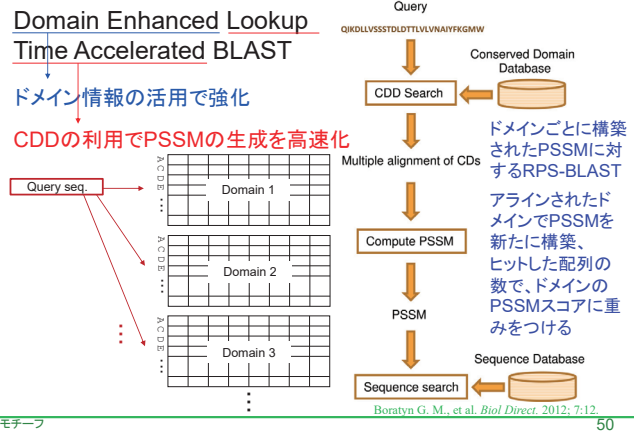 Domain Enhanced Lookup
Time Accelerated BLAST
ドメイン情報の活用で強化
CDDの利用でPSSMの生成を高速化
Query seq.
A C D E …
Domain 1
A C D E …
Domain 2
…
A C D E …
Domain 3
…
Query
QIKDLLVSSSTDLDTTLVLVNAIYFKGMW
Conserved Domain
Database
CDD Search
Multiple alignment of CDs
Compute PSSM
PSSM
Sequence Database
Sequence search
ドメインごとに構築
されたPSSMに対
するRPS-BLAST
アラインされたド
メインでPSSMを
新たに構築、
ヒットした配列の
数で、ドメインの
PSSMスコアに重
みをつける
Boratyn G. M., et al. Biol Direct. 2012; 7:12.
モチーフ
50